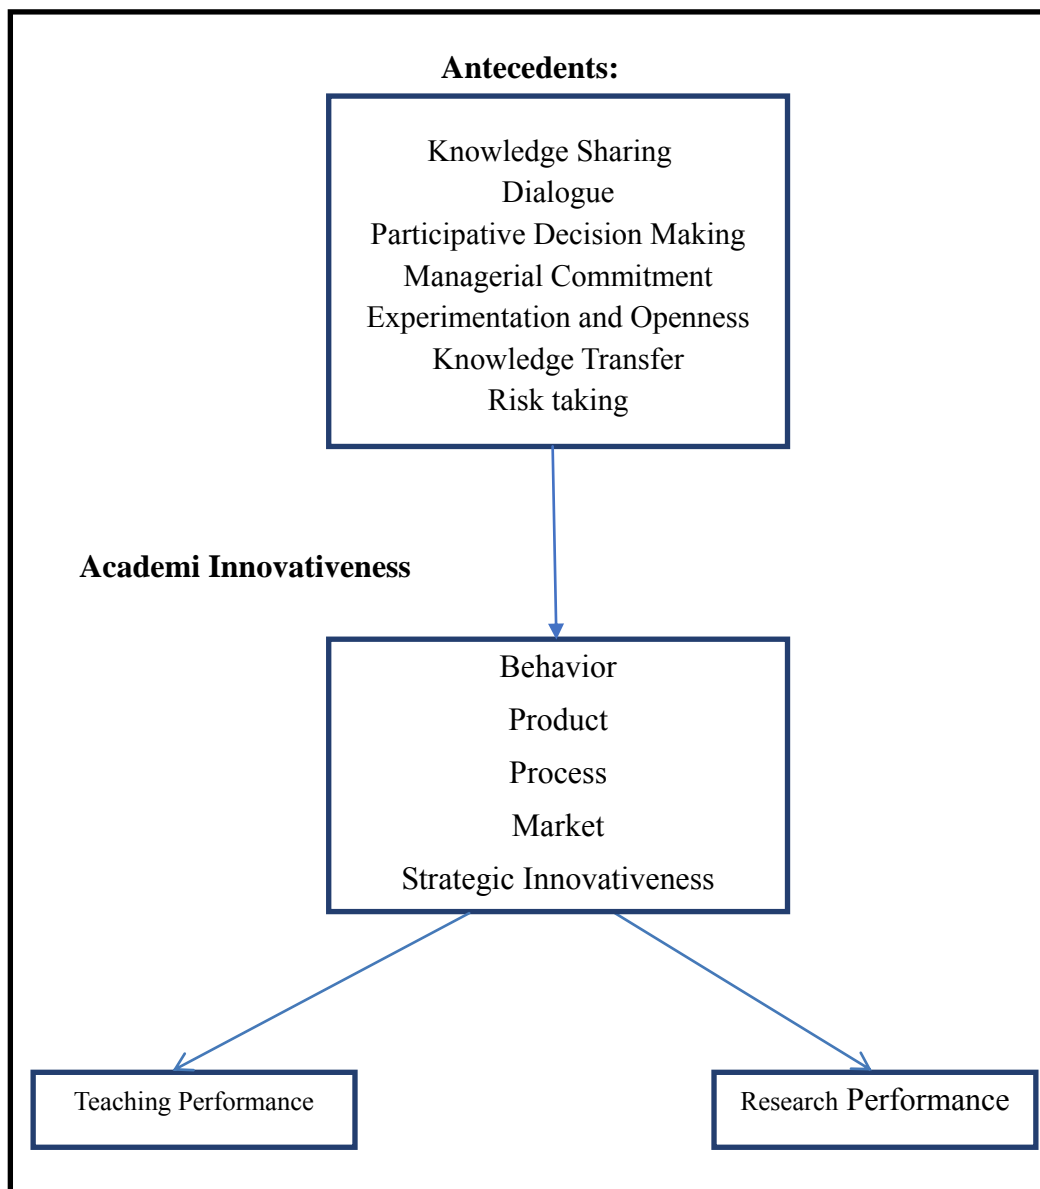 Antecedents:
Knowledge Sharing
Dialogue
Participative Decision Making
Managerial Commitment
Experimentation and Openness
Knowledge Transfer
Risk taking
Academi Innovativeness
Behavior
Product
Process
Market
Strategic Innovativeness
Teaching Performance
Research Performance